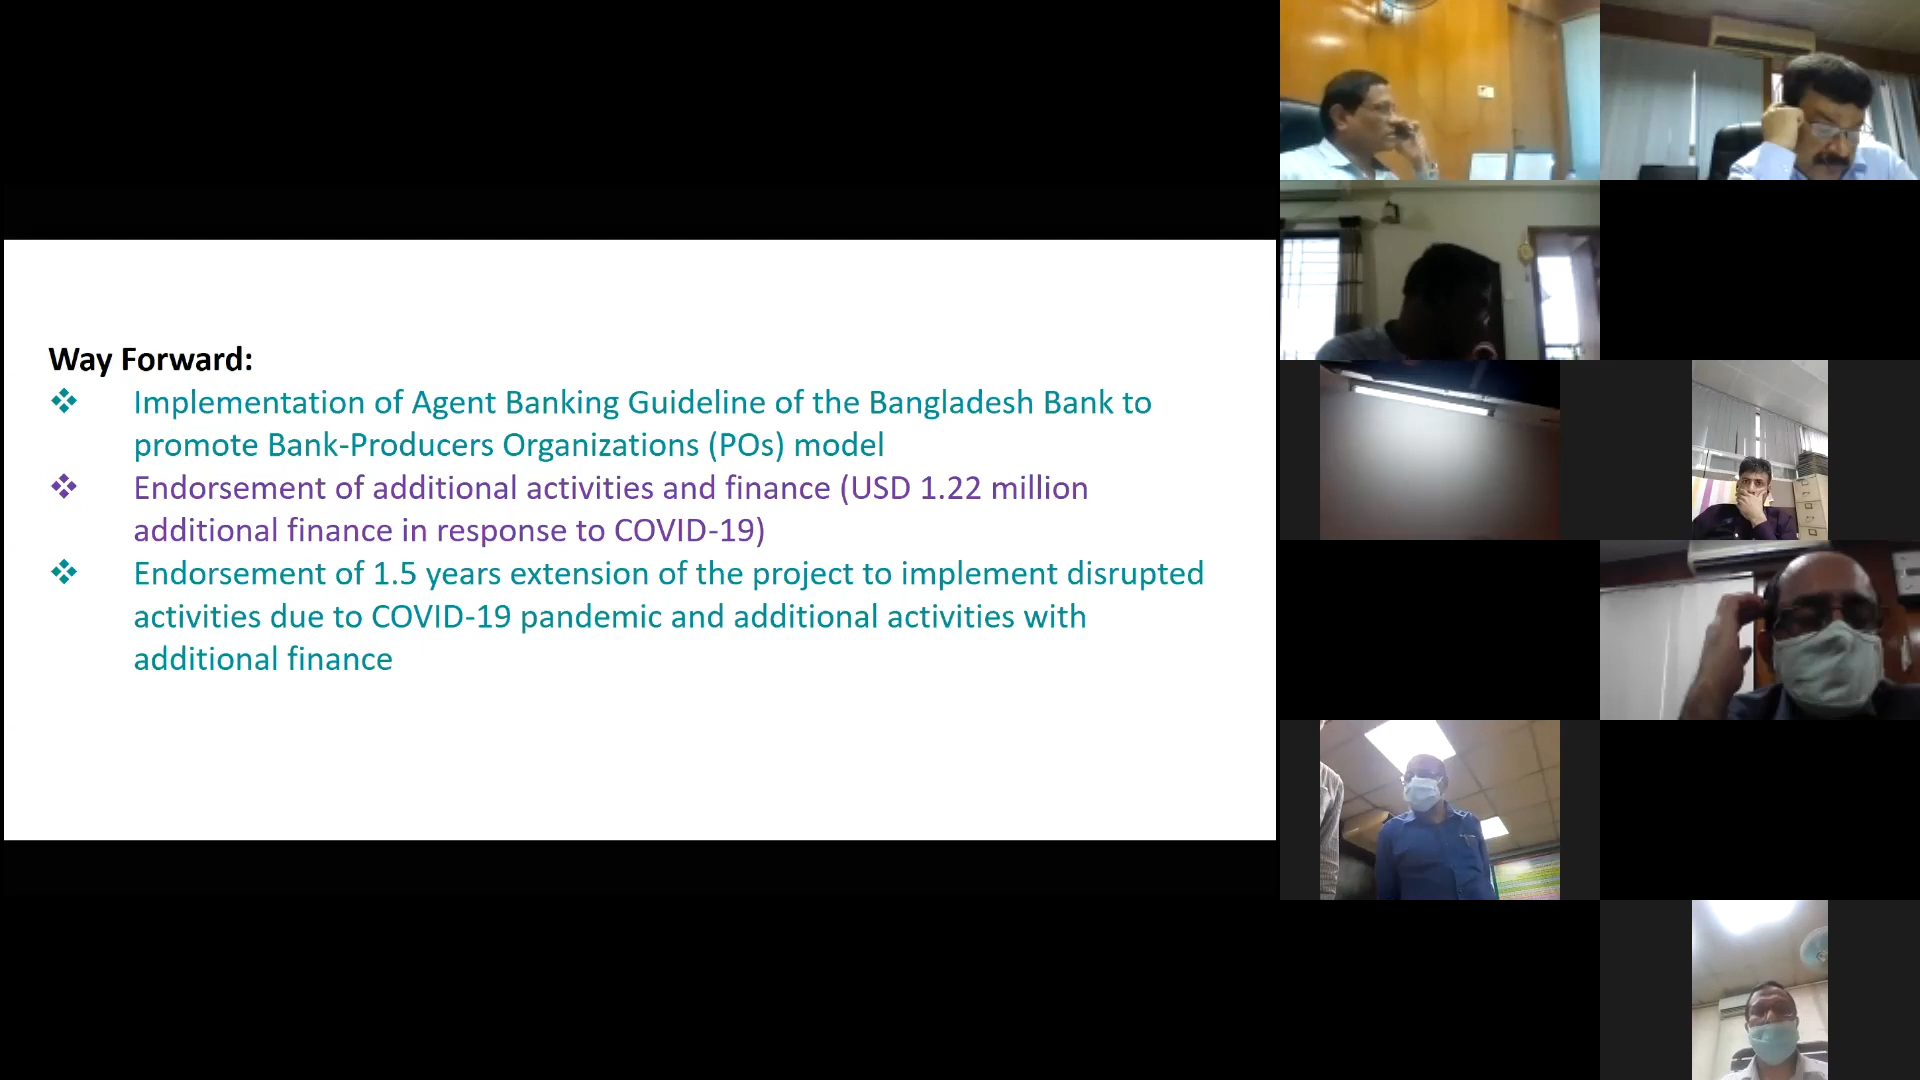 Way Forward:
❖ Implementation of Agent Banking Guideline of the Bangladesh Bank to
promote Bank-Producers Organizations (POs) model
❖ Endorsement of additional activities and finance (USD 1.22 million
additional finance in response to COVID-19)
❖ Endorsement of 1.5 years extension of the project to implement disrupted
activities due to COVID-19 pandemic and additional activities with
additional finance